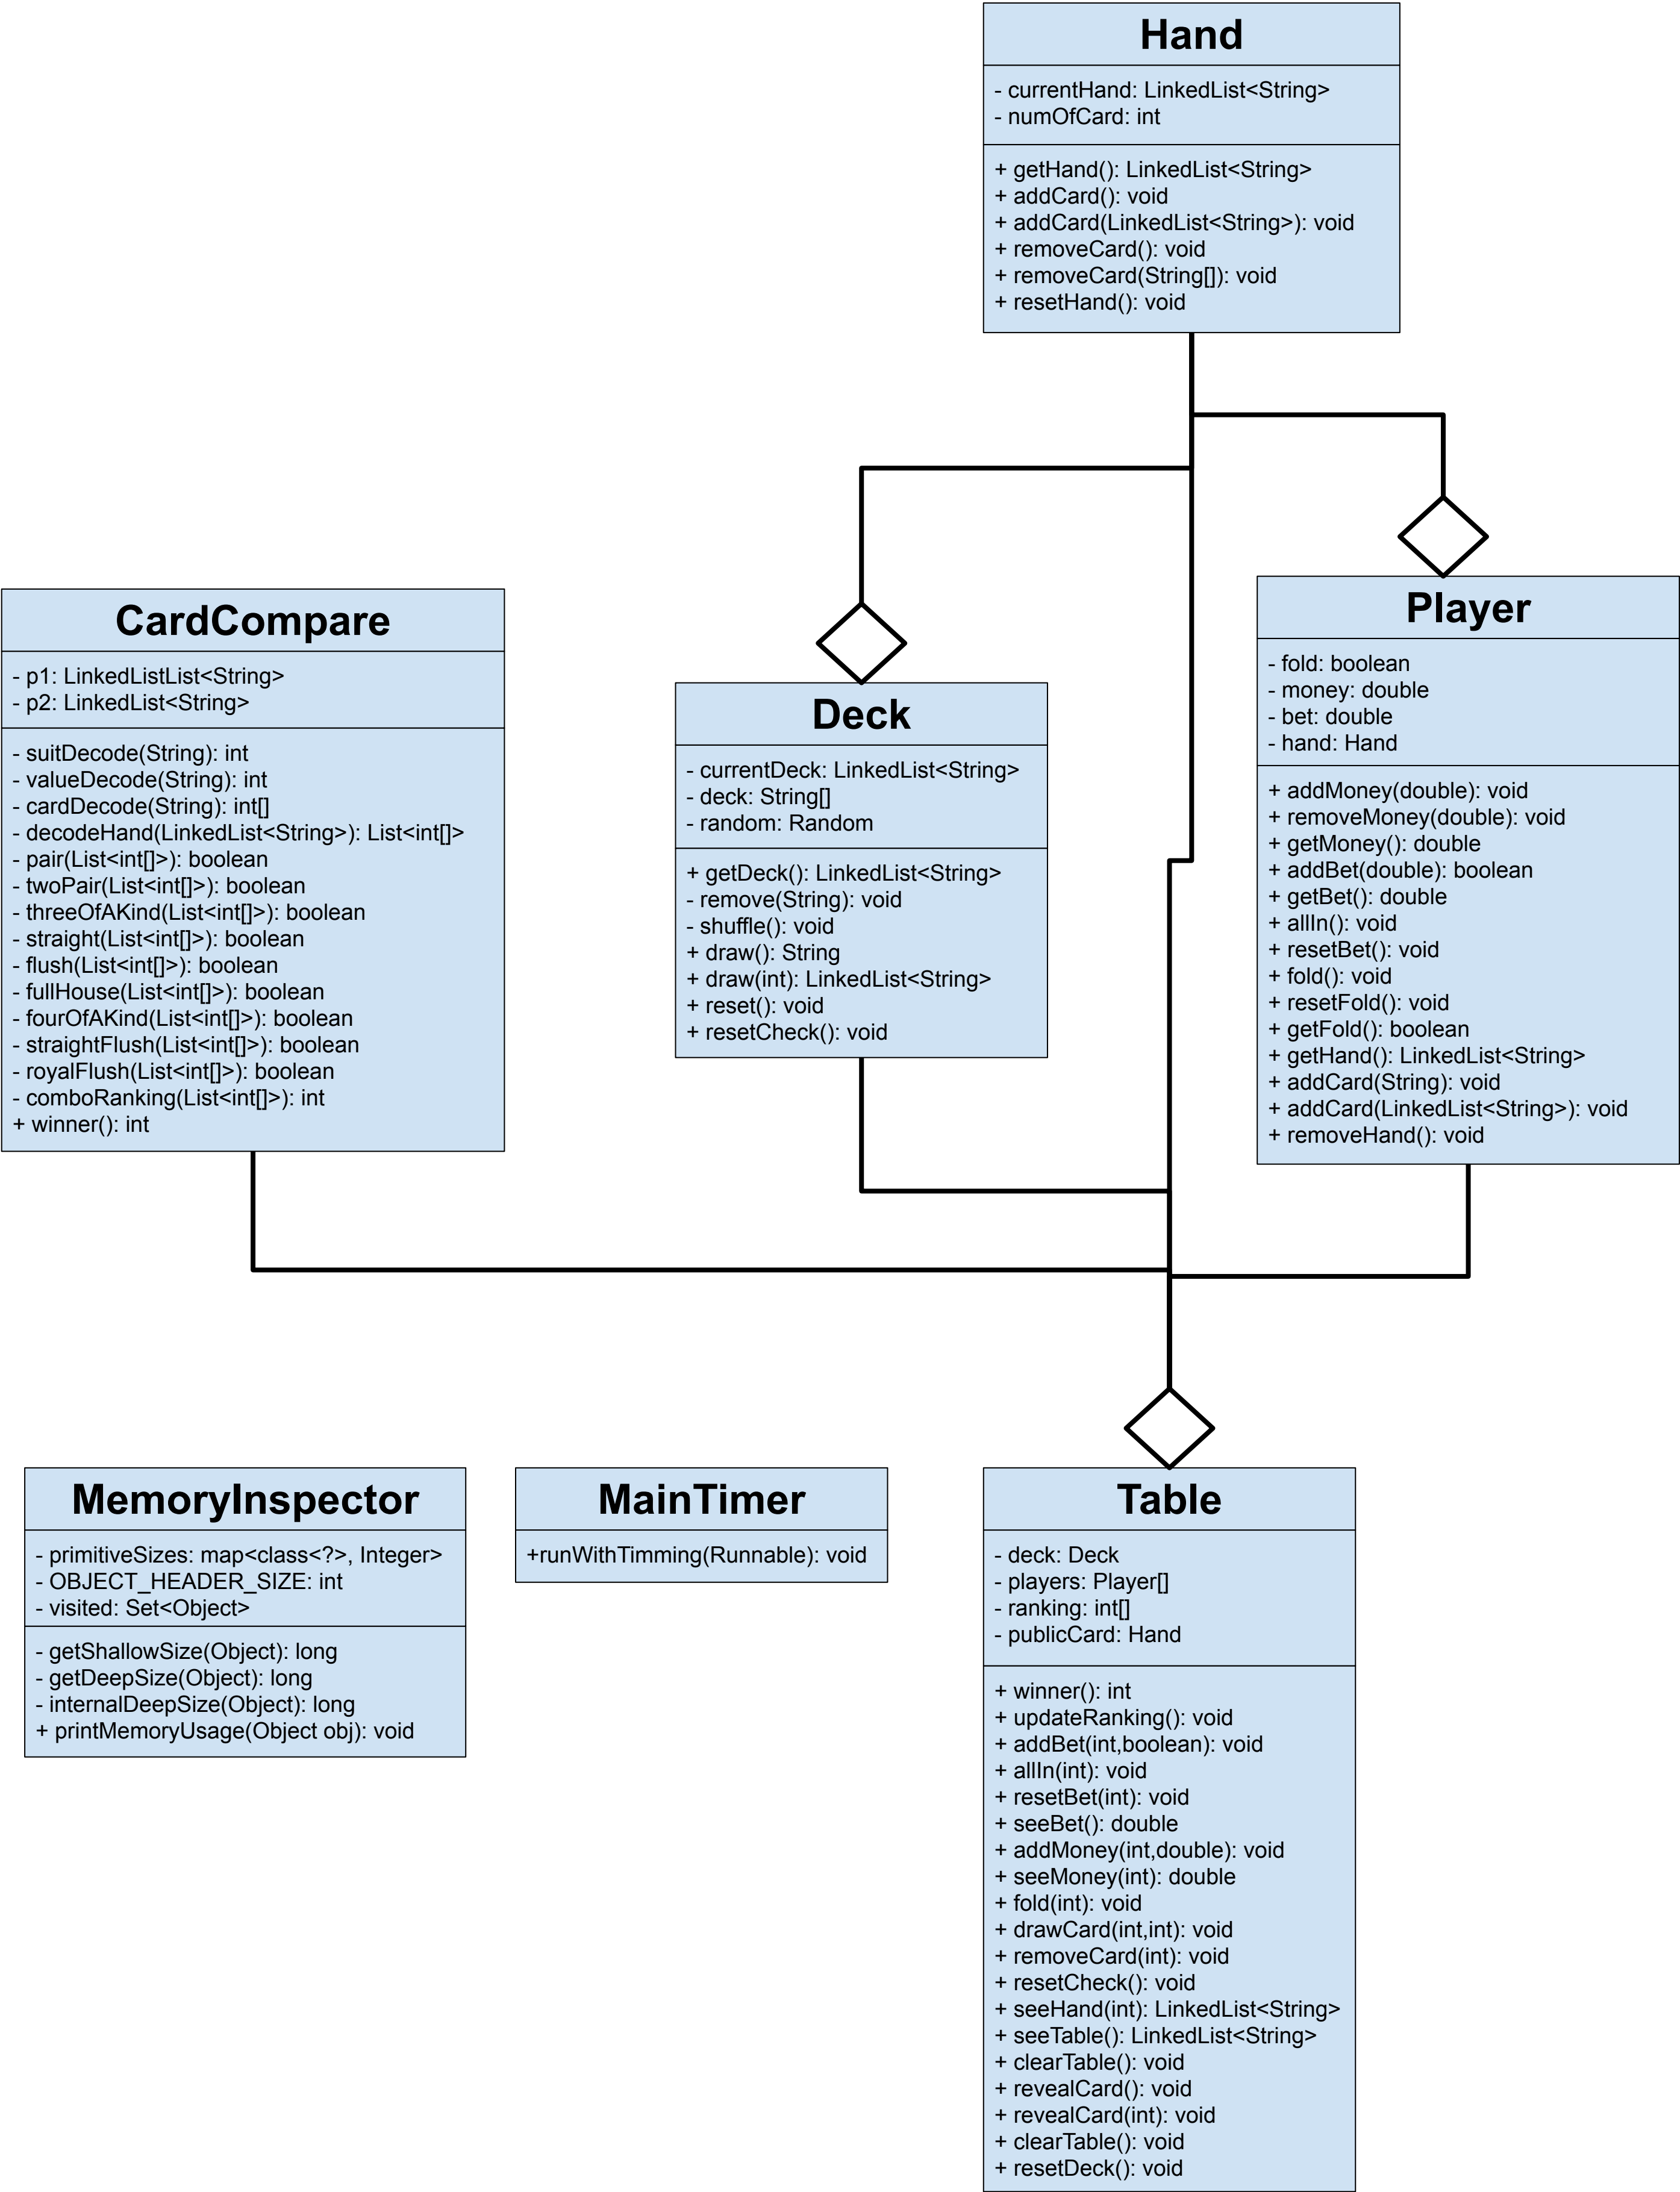 Hand
- currentHand: LinkedList<String>
- numOfCard: int
+ getHand(): LinkedList<String>
+ addCard(): void
+ addCard(LinkedList<String>): void
+ removeCard(): void
+ removeCard(String[]): void
+ resetHand(): void
CardCompare
- p1: LinkedListList<String>
- p2: LinkedList<String>
- suitDecode(String): int
- valueDecode(String): int
- cardDecode(String): int[]
- decodeHand(LinkedList<String>): List<int[]>
- pair(List<int[]>): boolean
- twoPair(List<int[]>): boolean
- threeOfAKind(List<int[]>): boolean
- straight(List<int[]>): boolean
- flush(List<int[]>): boolean
- fullHouse(List<int[]>): boolean
- fourOfAKind(List<int[]>): boolean
- straightFlush(List<int[]>): boolean
- royalFlush(List<int[]>): boolean
- comboRanking(List<int[]>): int
+ winner(): int
Deck
- currentDeck: LinkedList<String>
- deck: String[]
- random: Random
+ getDeck(): LinkedList<String>
- remove(String): void
- shuffle(): void
+ draw(): String
+ draw(int): LinkedList<String>
+ reset(): void
+ resetCheck(): void
Player
- fold: boolean
- money: double
- bet: double
- hand: Hand
+ addMoney(double): void
+ removeMoney(double): void
+ getMoney(): double
+ addBet(double): boolean
+ getBet(): double
+ allIn(): void
+ resetBet(): void
+ fold(): void
+ resetFold(): void
+ getFold(): boolean
+ getHand(): LinkedList<String>
+ addCard(String): void
+ addCard(LinkedList<String>): void
+ removeHand(): void
MemoryInspector
- primitiveSizes: map<class<?>, Integer>
- OBJECT_HEADER_SIZE: int
- visited: Set<Object>
- getShallowSize(Object): long
- getDeepSize(Object): long
- internalDeepSize(Object): long
+ printMemoryUsage(Object obj): void
MainTimer
+runWithTimming(Runnable): void
Table
- deck: Deck
- players: Player[]
- ranking: int[]
- publicCard: Hand
+ winner(): int
+ updateRanking(): void
+ addBet(int,boolean): void
+ allIn(int): void
+ resetBet(int): void
+ seeBet(): double
+ addMoney(int,double): void
+ seeMoney(int): double
+ fold(int): void
+ drawCard(int,int): void
+ removeCard(int): void
+ resetCheck(): void
+ seeHand(int): LinkedList<String>
+ seeTable(): LinkedList<String>
+ clearTable(): void
+ revealCard(): void
+ revealCard(int): void
+ clearTable(): void
+ resetDeck(): void